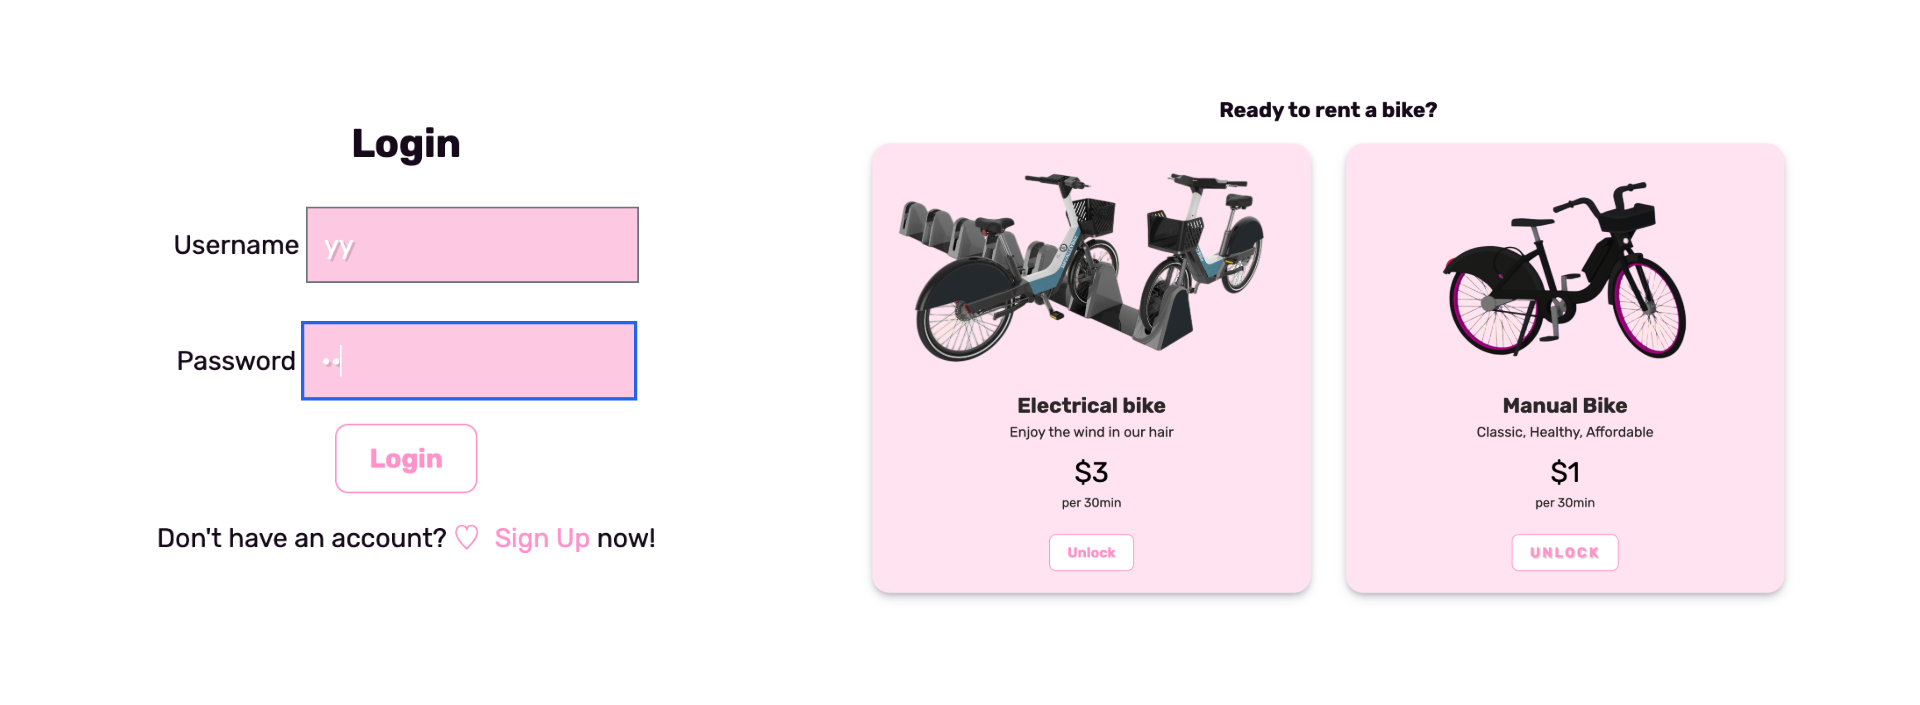 Login
Username yy
Password ••
Login
Don't have an account? ♡ Sign Up now!
Ready to rent a bike?
Electrical bike
Enjoy the wind in our hair
$3
per 30min
Unlock
Manual Bike
Classic, Healthy, Affordable
$1
per 30min
UNLOCK